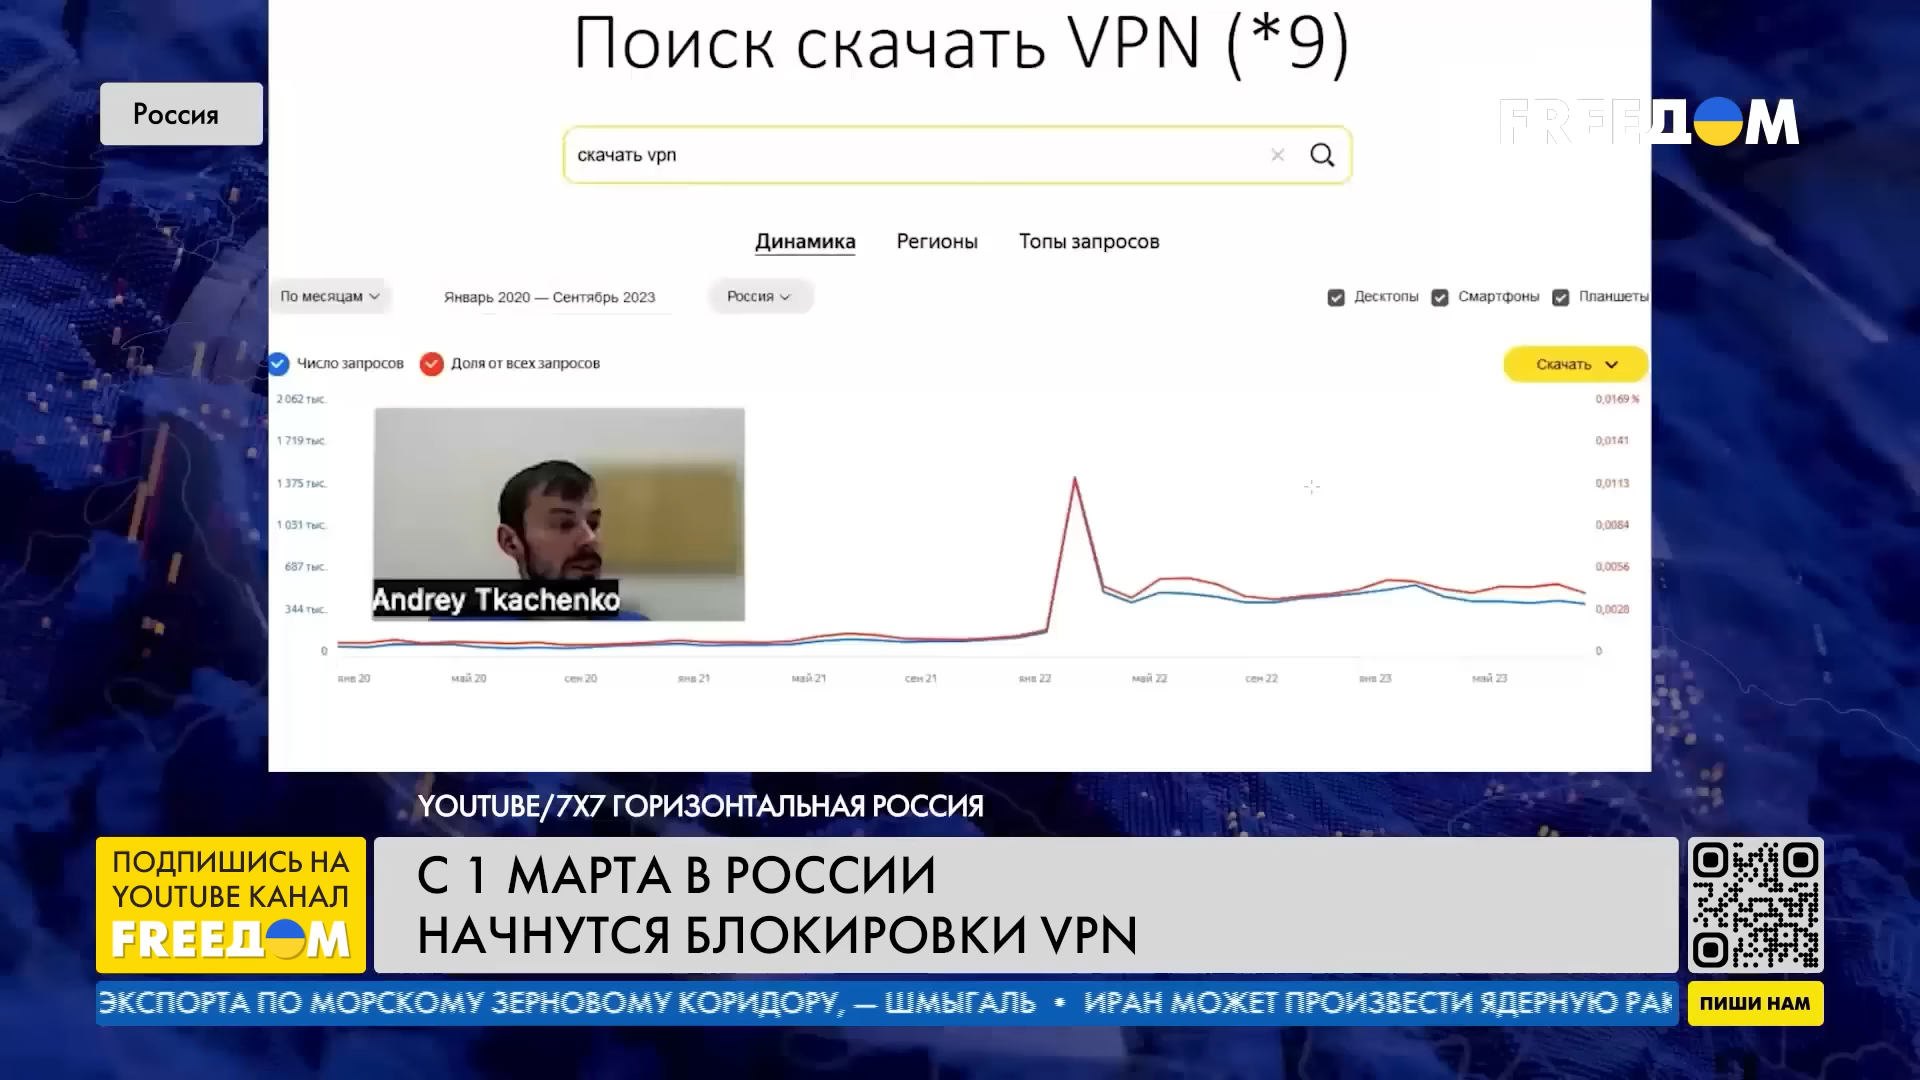 Поиск скачать VPN (*9)
Россия
FREEДОМ
скачать vpn
Динамика Регионы Топы запросов
По месяцам Январь 2020 — Сентябрь 2023 Россия Десктопы Смартфоны Планшеты
Число запросов Доля от всех запросов Скачать
2 062 тыс. 0,0169 %
1 719 тыс. 0,0141
1 375 тыс. 0,0113
1 031 тыс. 0,0084
687 тыс. 0,0056
344 тыс. 0,0028
0 0
Andrey Tkachenko
янв 20 май 20 сен 20 янв 21 май 21 сен 21 янв 22 май 22 сен 22 янв 23 май 23
YOUTUBE/7X7 ГОРИЗОНТАЛЬНАЯ РОССИЯ
ПОДПИШИСЬ НА
YOUTUBE КАНАЛ
FREEДОМ
С 1 МАРТА В РОССИИ
НАЧНУТСЯ БЛОКИРОВКИ VPN
ЭКСПОРТА ПО МОРСКОМУ ЗЕРНОВОМУ КОРИДОРУ, — ШМЫГАЛЬ • ИРАН МОЖЕТ ПРОИЗВЕСТИ ЯДЕРНУЮ РАК
ПИШИ НАМ